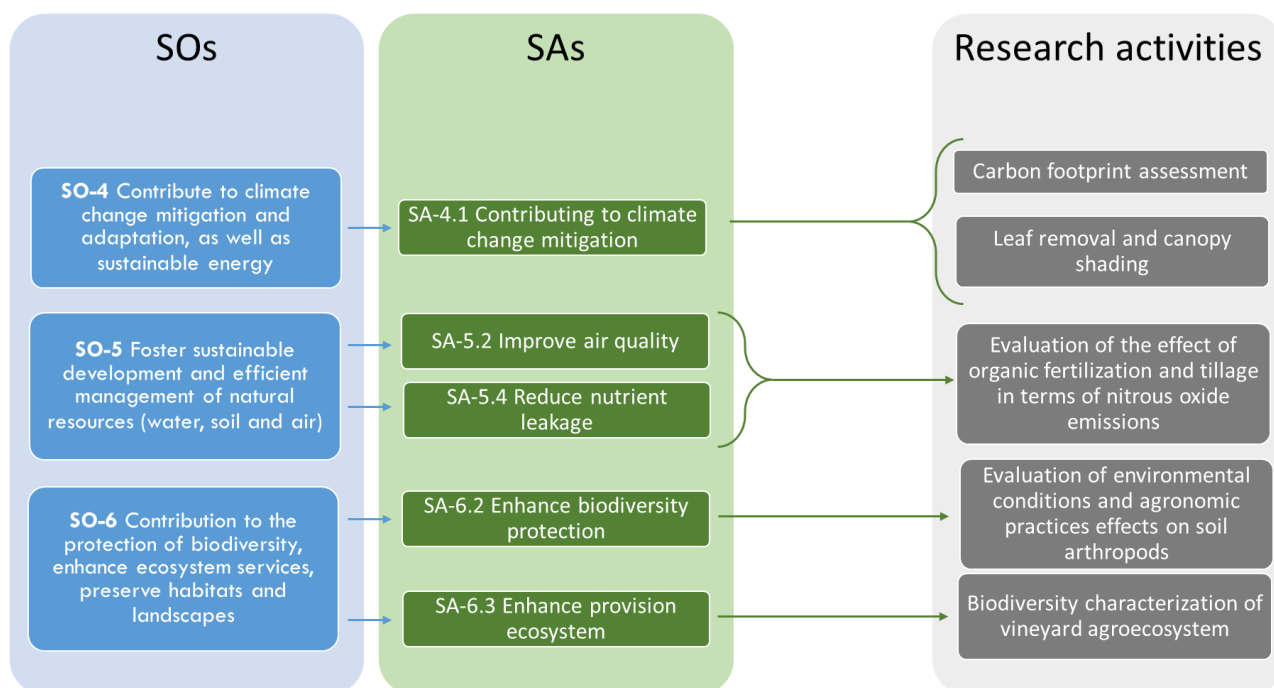 SOs
SAs
Research activities
SO-4 Contribute to climate
change mitigation and
adaptation, as well as
sustainable energy
SA-4.1 Contributing to climate
change mitigation
Carbon footprint assessment
Leaf removal and canopy
shading
SO-5 Foster sustainable
development and efficient
management of natural
resources (water, soil and air)
SA-5.2 Improve air quality
SA-5.4 Reduce nutrient
leakage
Evaluation of the effect of
organic fertilization and tillage
in terms of nitrous oxide
emissions
SO-6 Contribution to the
protection of biodiversity,
enhance ecosystem services,
preserve habitats and
landscapes
SA-6.2 Enhance biodiversity
protection
Evaluation of environmental
conditions and agronomic
practices effects on soil
arthropods
SA-6.3 Enhance provision
ecosystem
Biodiversity characterization of
vineyard agroecosystem